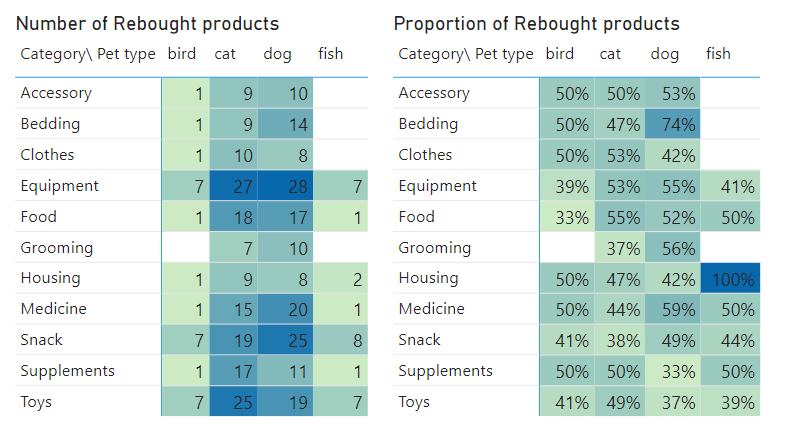 Number of Rebought products
Category\ Pet type bird cat dog fish
Accessory 1 9 10
Bedding 1 9 14
Clothes 1 10 8
Equipment 7 27 28 7
Food 1 18 17 1
Grooming 7 10
Housing 1 9 8 2
Medicine 1 15 20 1
Snack 7 19 25 8
Supplements 1 17 11 1
Toys 7 25 19 7
Proportion of Rebought products
Category\ Pet type bird cat dog fish
Accessory 50% 50% 53%
Bedding 50% 47% 74%
Clothes 50% 53% 42%
Equipment 39% 53% 55% 41%
Food 33% 55% 52% 50%
Grooming 37% 56%
Housing 50% 47% 42% 100%
Medicine 50% 44% 59% 50%
Snack 41% 38% 49% 44%
Supplements 50% 50% 33% 50%
Toys 41% 49% 37% 39%